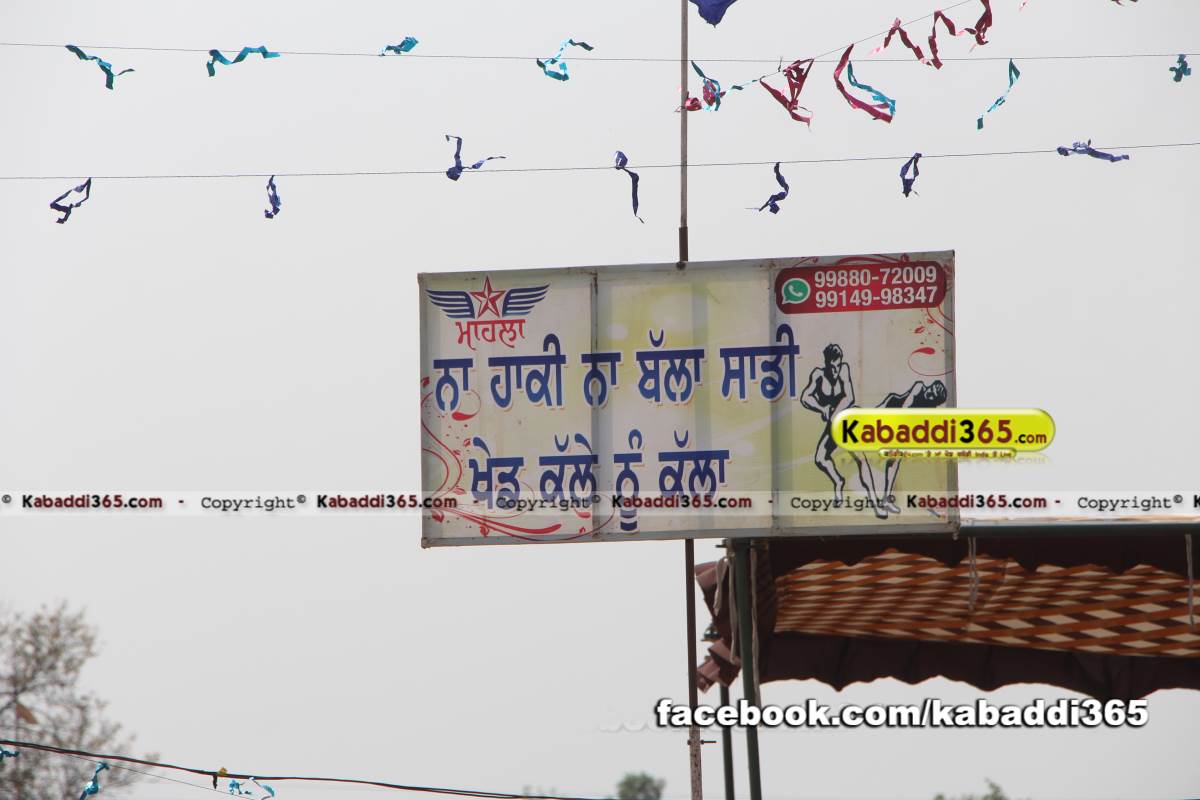 99880-72009
99149-98347
ਮਾਹਲਾ
ਨਾ ਹਾਕੀ ਨਾ ਬੱਲਾ ਸਾਡੀ
ਖੇਡ ਕੱਲੇ ਨੂੰ ਕੱਲਾ
Kabaddi365.com
© Kabaddi365.com - Copyright© Kabaddi365.com - Copyright© Kabaddi365.com - Copyright© Kabaddi365.com - Copyright©
facebook.com/kabaddi365